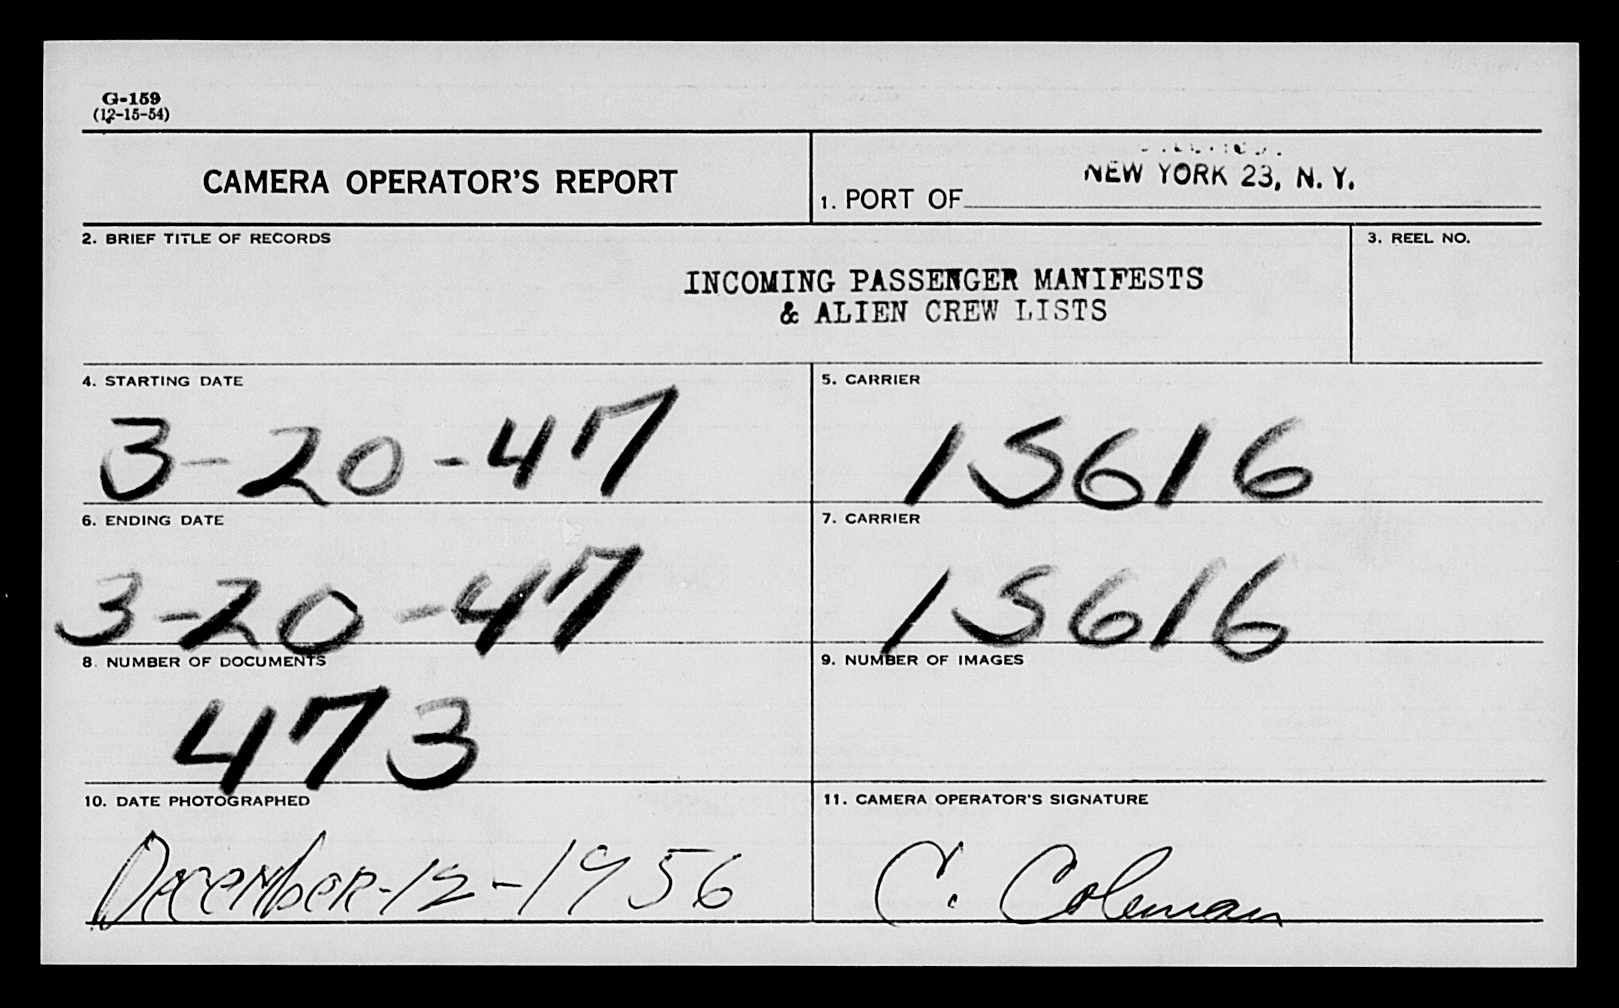 G-159
(12-15-54)
CAMERA OPERATOR'S REPORT
1. PORT OF NEW YORK 23, N. Y.
2. BRIEF TITLE OF RECORDS
3. REEL NO.
INCOMING PASSENGER MANIFESTS
& ALIEN CREW LISTS
4. STARTING DATE
3-20-47
5. CARRIER
15616
6. ENDING DATE
3-20-47
7. CARRIER
15616
8. NUMBER OF DOCUMENTS
473
9. NUMBER OF IMAGES
10. DATE PHOTOGRAPHED
December-12-1956
11. CAMERA OPERATOR'S SIGNATURE
C. Coleman